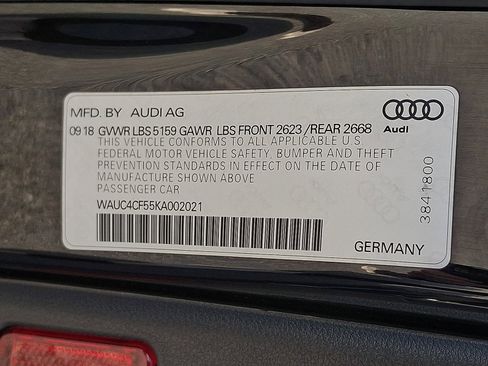 MFD. BY AUDI AG
09 18 GVWR LBS 5159 GAWR LBS FRONT 2623 /REAR 2668
Audi
THIS VEHICLE CONFORMS TO ALL APPLICABLE U.S
FEDERAL MOTOR VEHICLE SAFETY, BUMPER AND THEFT
PREVENTION STANDARDS IN EFFECT ON THE DATE OF
MANUFACTURE SHOWN ABOVE
PASSENGER CAR
WAUC4CF55KA002021
GERMANY
3841800